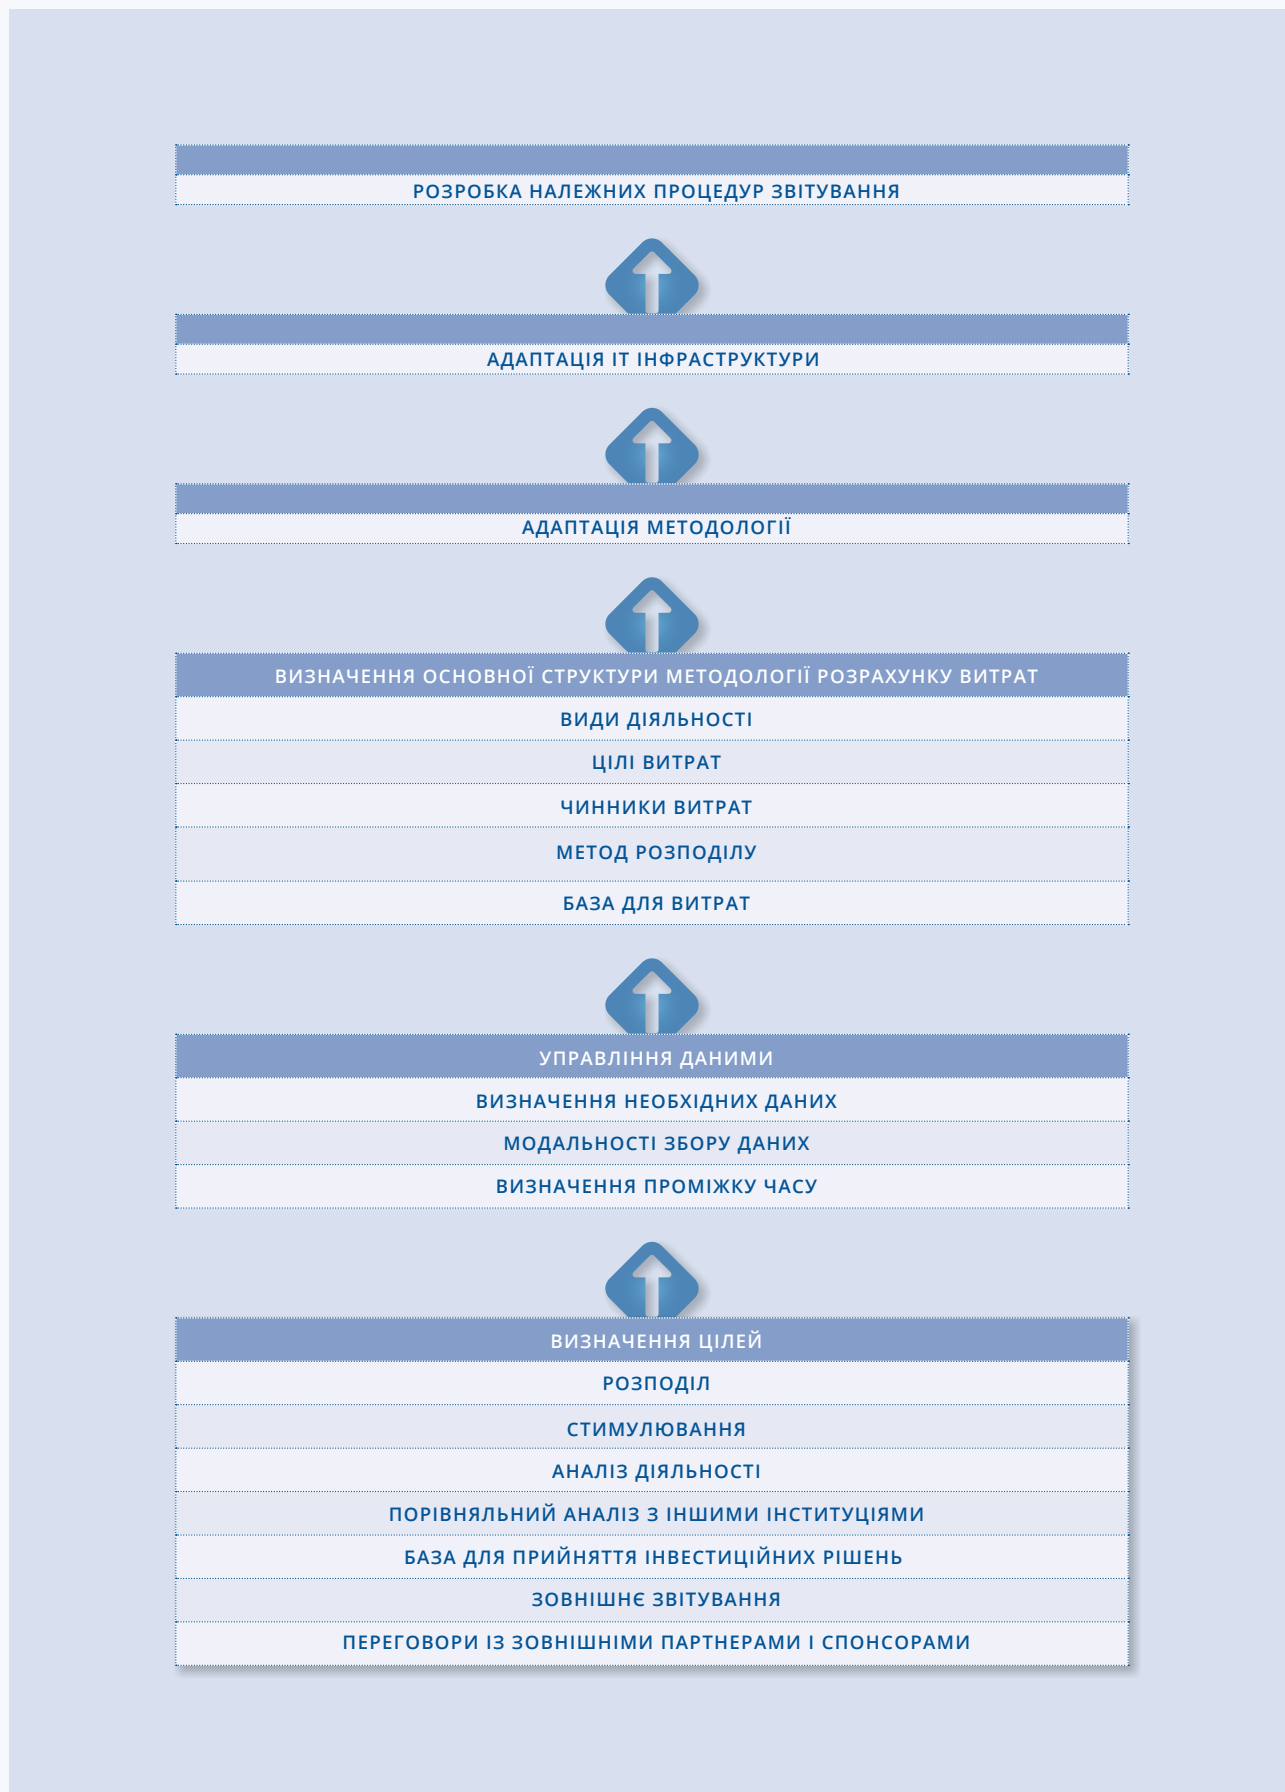 РОЗРОБКА НАЛЕЖНИХ ПРОЦЕДУР ЗВІТУВАННЯ
АДАПТАЦІЯ ІТ ІНФРАСТРУКТУРИ
АДАПТАЦІЯ МЕТОДОЛОГІЇ
ВИЗНАЧЕННЯ ОСНОВНОЇ СТРУКТУРИ МЕТОДОЛОГІЇ РОЗРАХУНКУ ВИТРАТ
ВИДИ ДІЯЛЬНОСТІ
ЦІЛІ ВИТРАТ
ЧИННИКИ ВИТРАТ
МЕТОД РОЗПОДІЛУ
БАЗА ДЛЯ ВИТРАТ
УПРАВЛІННЯ ДАНИМИ
ВИЗНАЧЕННЯ НЕОБХІДНИХ ДАНИХ
МОДАЛЬНОСТІ ЗБОРУ ДАНИХ
ВИЗНАЧЕННЯ ПРОМІЖКУ ЧАСУ
ВИЗНАЧЕННЯ ЦІЛЕЙ
РОЗПОДІЛ
СТИМУЛЮВАННЯ
АНАЛІЗ ДІЯЛЬНОСТІ
ПОРІВНЯЛЬНИЙ АНАЛІЗ З ІНШИМИ ІНСТИТУЦІЯМИ
БАЗА ДЛЯ ПРИЙНЯТТЯ ІНВЕСТИЦІЙНИХ РІШЕНЬ
ЗОВНІШНЄ ЗВІТУВАННЯ
ПЕРЕГОВОРИ ІЗ ЗОВНІШНІМИ ПАРТНЕРАМИ І СПОНСОРАМИ